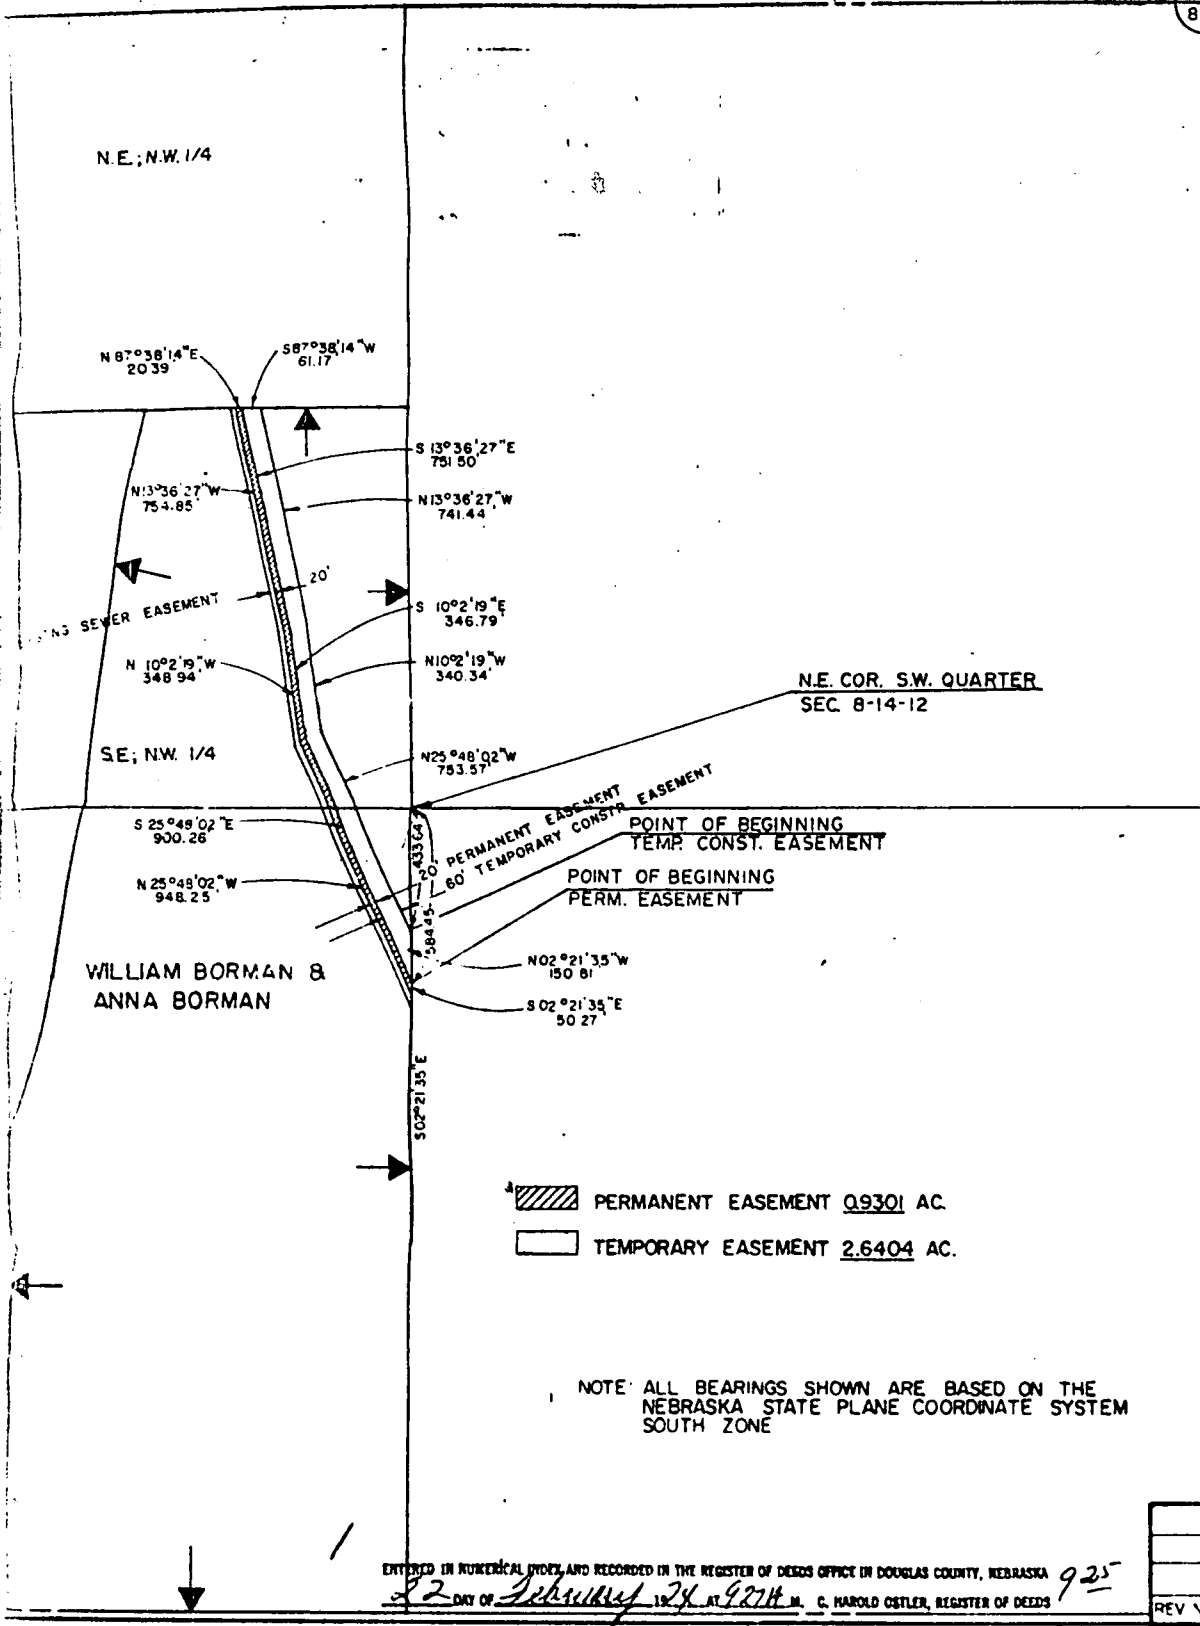 8
N.E.; N.W. 1/4
N 87°38'14"E
20.39'
S87°38'14"W
61.17'
S 13°36'27"E
751.50'
N13°36'27"W
754.85'
N13°36'27"W
741.44'
20'
SEWER EASEMENT
S 10°2'19"E
346.79'
N 10°2'19"W
348.94'
N10°2'19"W
340.34'
N.E. COR. S.W. QUARTER
SEC. 8-14-12
S.E; N.W. 1/4
N25°48'02"W
753.57'
20' PERMANENT EASEMENT
60' TEMPORARY CONSTR. EASEMENT
S 25°48'02"E
900.26
433.64'
POINT OF BEGINNING
TEMP. CONST. EASEMENT
N 25°48'02"W
948.25'
POINT OF BEGINNING
PERM. EASEMENT
584.45
WILLIAM BORMAN &
ANNA BORMAN
N02°21'35"W
150.81'
S 02°21'35"E
50.27'
S02°21'35"E
PERMANENT EASEMENT 0.9301 AC.
TEMPORARY EASEMENT 2.6404 AC.
NOTE: ALL BEARINGS SHOWN ARE BASED ON THE
NEBRASKA STATE PLANE COORDINATE SYSTEM
SOUTH ZONE
ENTERED IN NUMERICAL INDEX AND RECORDED IN THE REGISTER OF DEEDS OFFICE IN DOUGLAS COUNTY, NEBRASKA 9 25
22 DAY OF February 19 AT 9:27 A M. C. HAROLD OSTLER, REGISTER OF DEEDS
REV